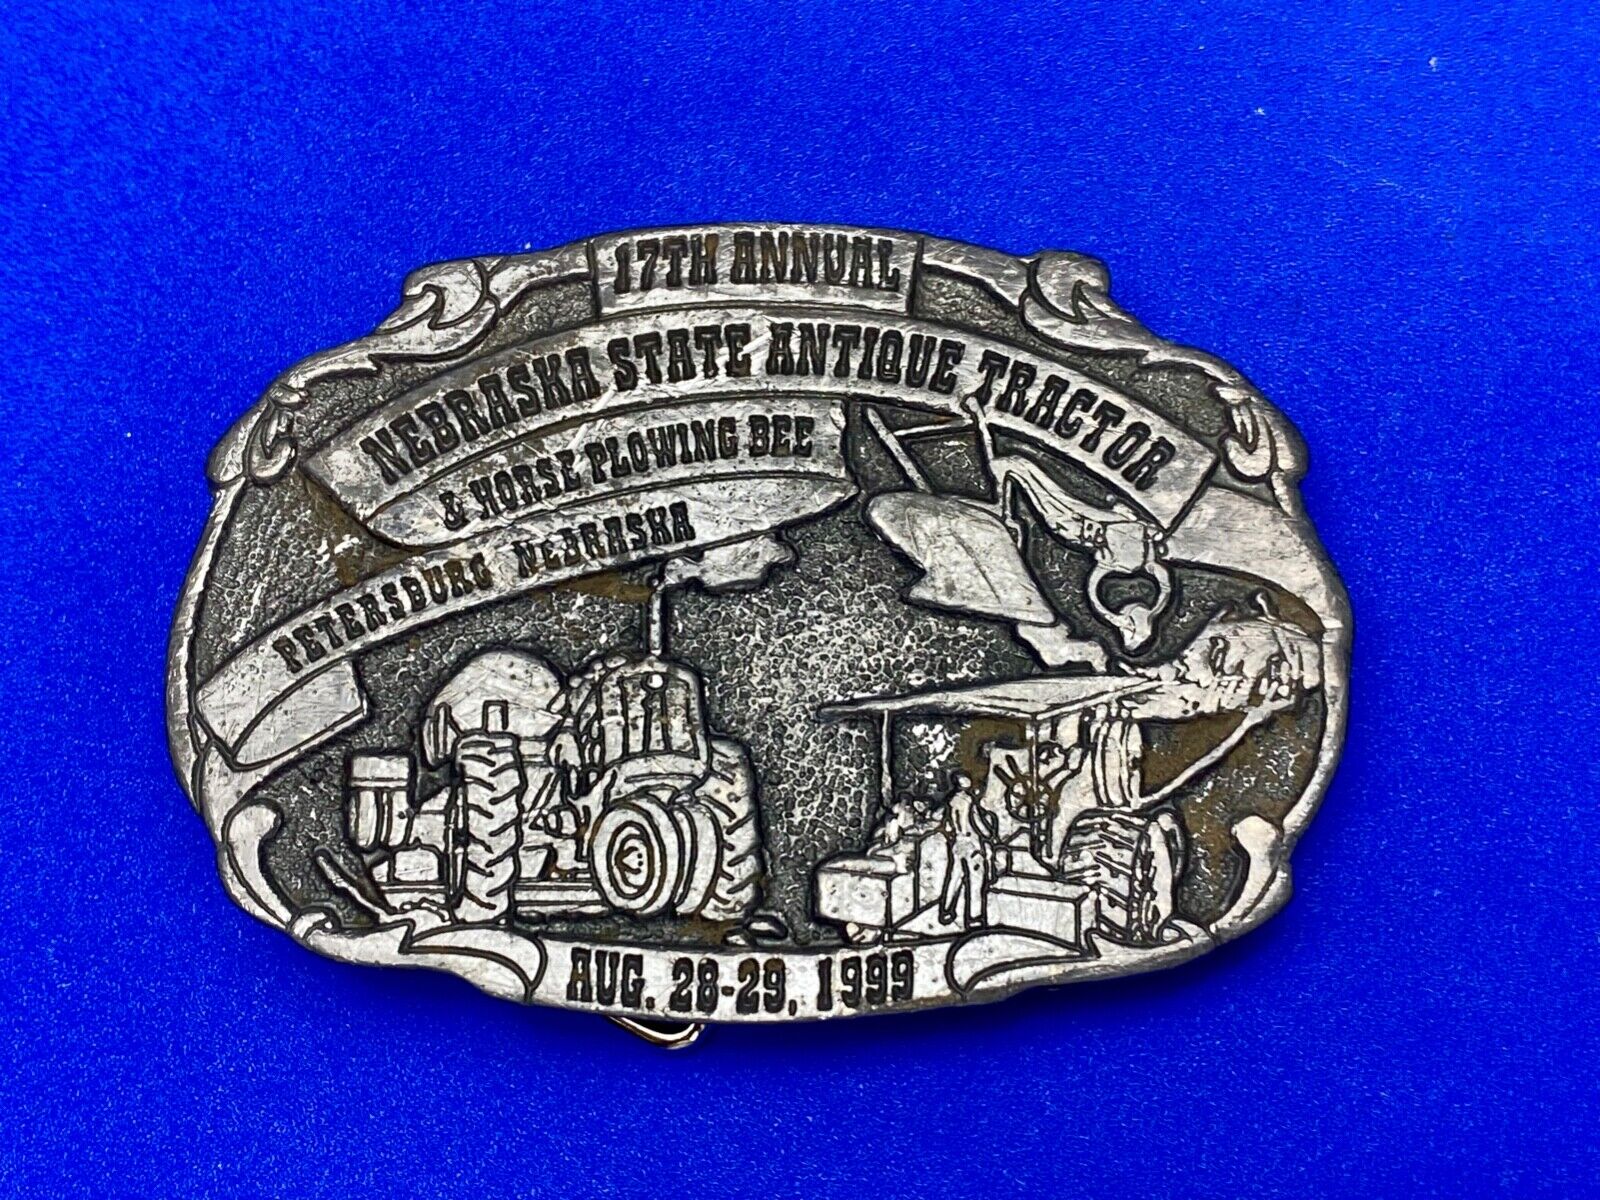 17TH ANNUAL
NEBRASKA STATE ANTIQUE TRACTOR
& HORSE PLOWING BEE
PETERSBURG NEBRASKA
AUG. 28-29, 1999